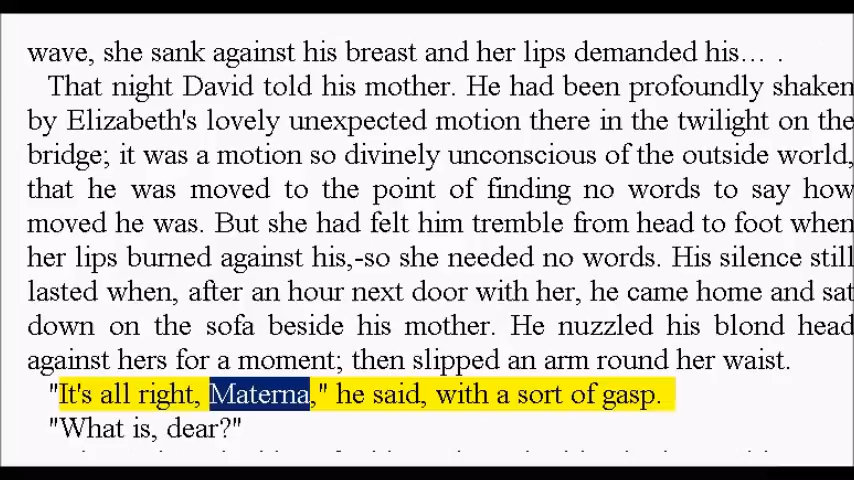 wave, she sank against his breast and her lips demanded his... .
That night David told his mother. He had been profoundly shaken
by Elizabeth's lovely unexpected motion there in the twilight on the
bridge; it was a motion so divinely unconscious of the outside world,
that he was moved to the point of finding no words to say how
moved he was. But she had felt him tremble from head to foot when
her lips burned against his,-so she needed no words. His silence still
lasted when, after an hour next door with her, he came home and sat
down on the sofa beside his mother. He nuzzled his blond head
against hers for a moment; then slipped an arm round her waist.
"It's all right, Materna," he said, with a sort of gasp.
"What is, dear?"